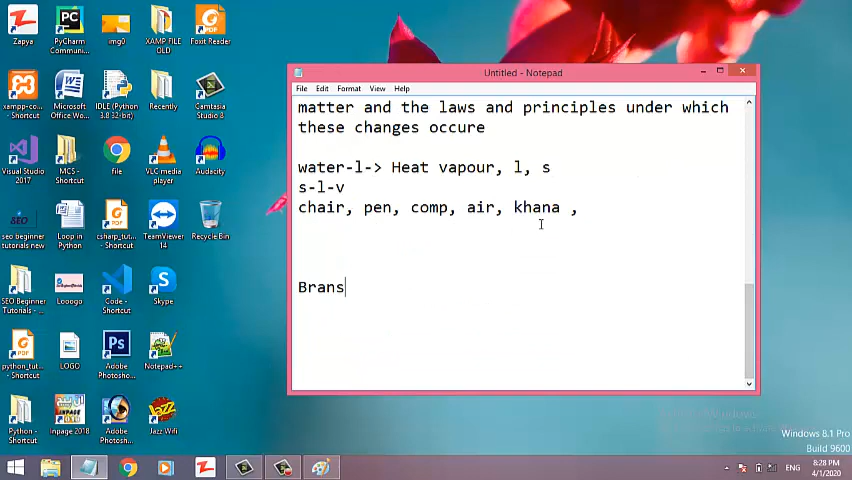 Zapya
PyCharm
Communi...
img0
XAMP FILE
OLD
Foxit Reader
xampp-co...
- Shortcut
Microsoft
Office Wo...
IDLE (Python
3.8 32-bit)
Recently
Camtasia
Studio 8
Visual Studio
2017
MCS -
Shortcut
file
VLC media
player
Audacity
seo beginner
tutorials new
Loop in
Python
csharp_tut...
- Shortcut
TeamViewer
14
Recycle Bin
SEO Beginner
Tutorials - ...
Looogo
Code -
Shortcut
Skype
python_tut...
- Shortcut
LOGO
Adobe
Photosho...
Notepad++
Python -
Shortcut
Inpage 2018
Adobe
Photosh...
Jazz Wifi
Untitled - Notepad
File Edit Format View Help
matter and the laws and principles under which
these changes occure
water-l-> Heat vapour, l, s
s-l-v
chair, pen, comp, air, khana ,
Brans
Windows 8.1 Pro
Build 9600
ENG
8:28 PM
4/1/2020